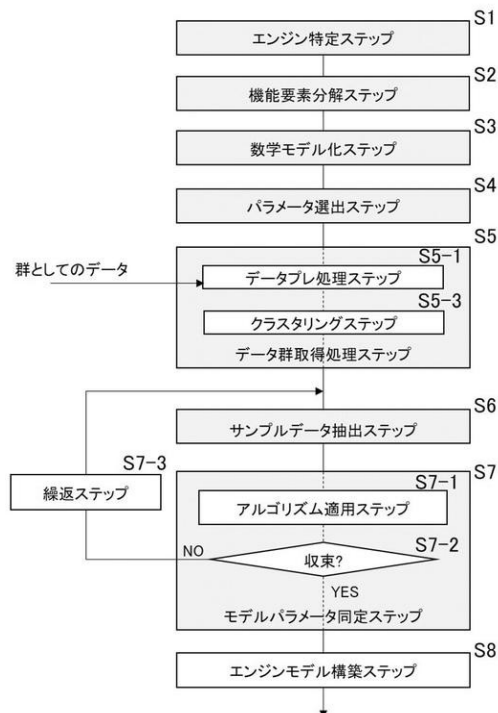 S1
エンジン特定ステップ
S2
機能要素分解ステップ
S3
数学モデル化ステップ
S4
パラメータ選出ステップ
S5
S5-1
群としてのデータ
データプレ処理ステップ
S5-3
クラスタリングステップ
データ群取得処理ステップ
S6
サンプルデータ抽出ステップ
S7-3
S7
S7-1
繰返ステップ
アルゴリズム適用ステップ
S7-2
NO
収束?
YES
モデルパラメータ同定ステップ
S8
エンジンモデル構築ステップ